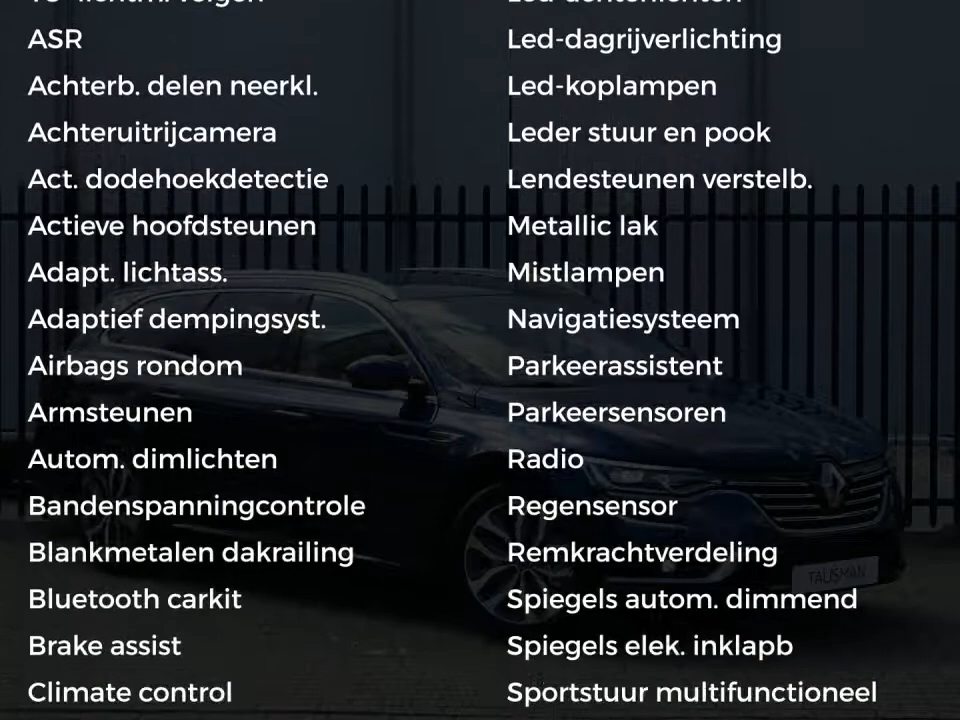 ASR
Achterb. delen neerkl.
Achteruitrijcamera
Act. dodehoekdetectie
Actieve hoofdsteunen
Adapt. lichtass.
Adaptief dempingsyst.
Airbags rondom
Armsteunen
Autom. dimlichten
Bandenspanningcontrole
Blankmetalen dakrailing
Bluetooth carkit
Brake assist
Climate control
Led-dagrijverlichting
Led-koplampen
Leder stuur en pook
Lendesteunen verstelb.
Metallic lak
Mistlampen
Navigatiesysteem
Parkeerassistent
Parkeersensoren
Radio
Regensensor
Remkrachtverdeling
Spiegels autom. dimmend
Spiegels elek. inklapb
Sportstuur multifunctioneel
TALISMAN